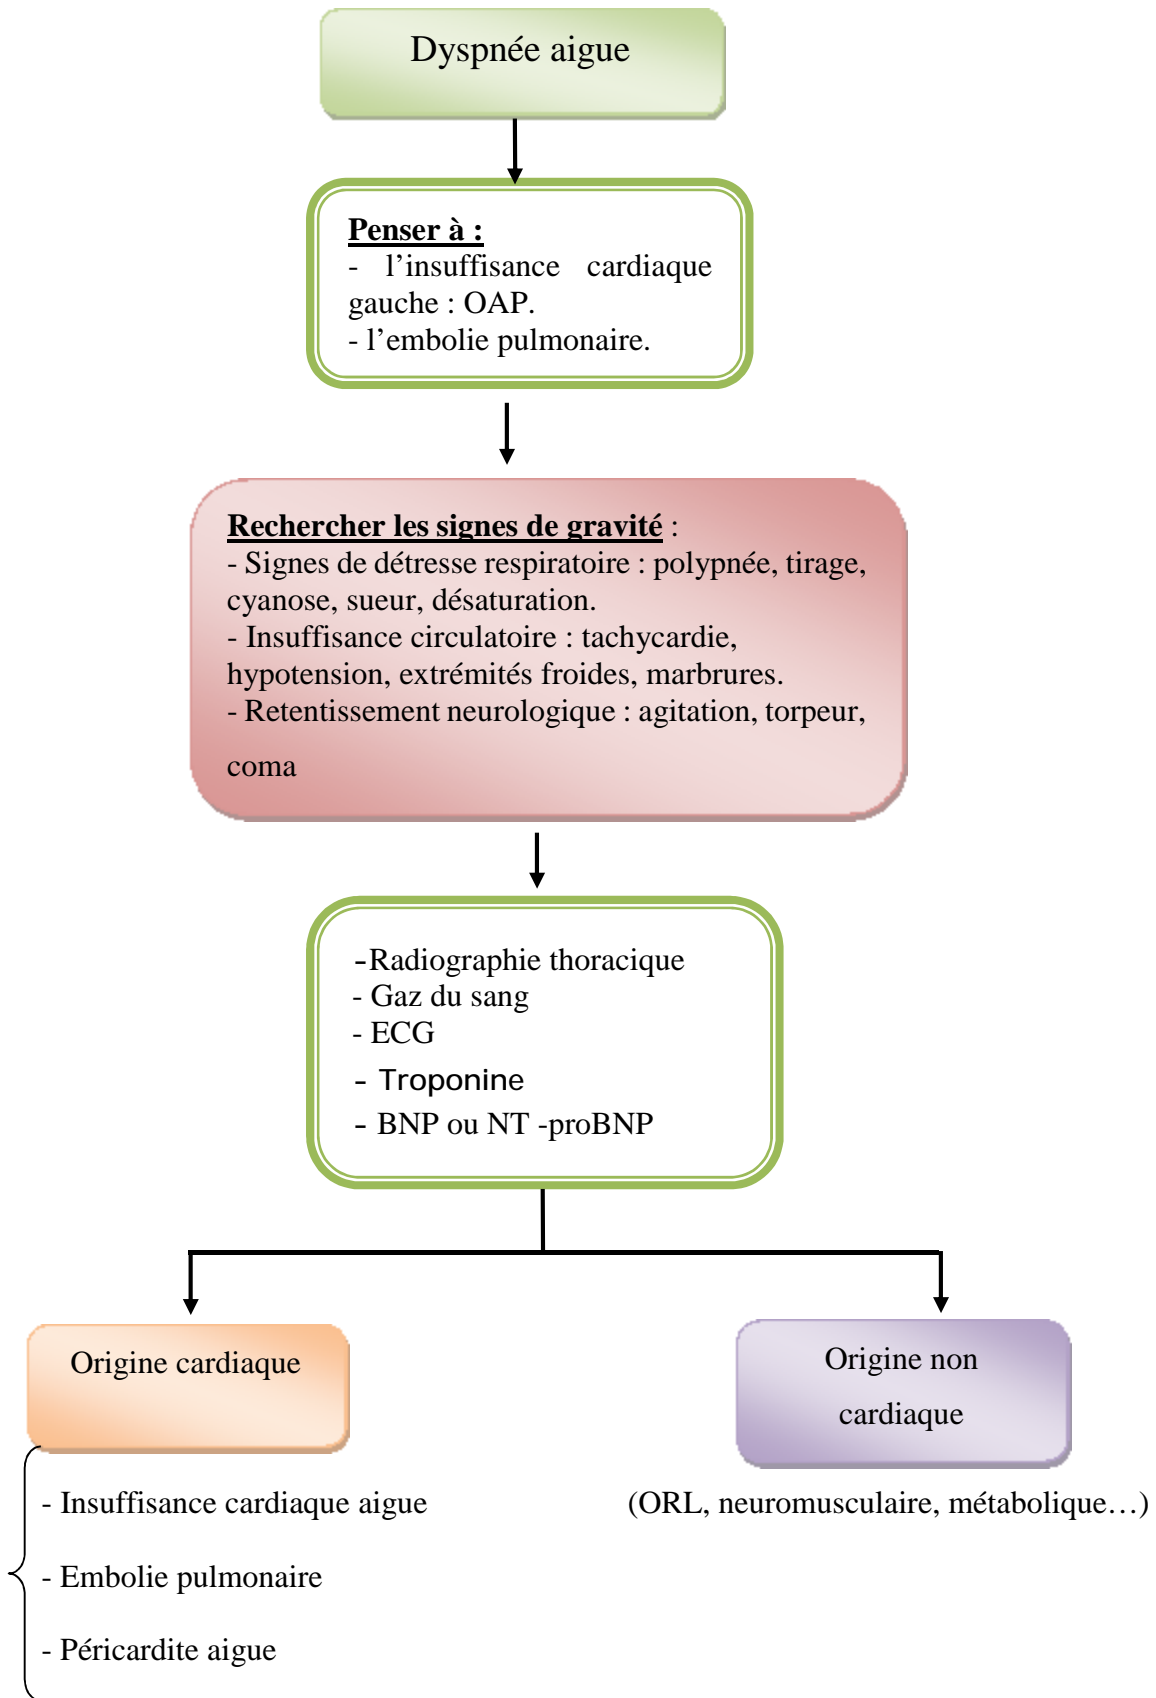 Dyspnée aigue
Penser à :
- l’insuffisance cardiaque
gauche : OAP.
- l’embolie pulmonaire.
Rechercher les signes de gravité :
- Signes de détresse respiratoire : polypnée, tirage,
cyanose, sueur, désaturation.
- Insuffisance circulatoire : tachycardie,
hypotension, extrémités froides, marbrures.
- Retentissement neurologique : agitation, torpeur,
coma
-Radiographie thoracique
- Gaz du sang
- ECG
- Troponine
- BNP ou NT -proBNP
Origine cardiaque
Origine non
cardiaque
- Insuffisance cardiaque aigue
(ORL, neuromusculaire, métabolique…)
- Embolie pulmonaire
- Péricardite aigue